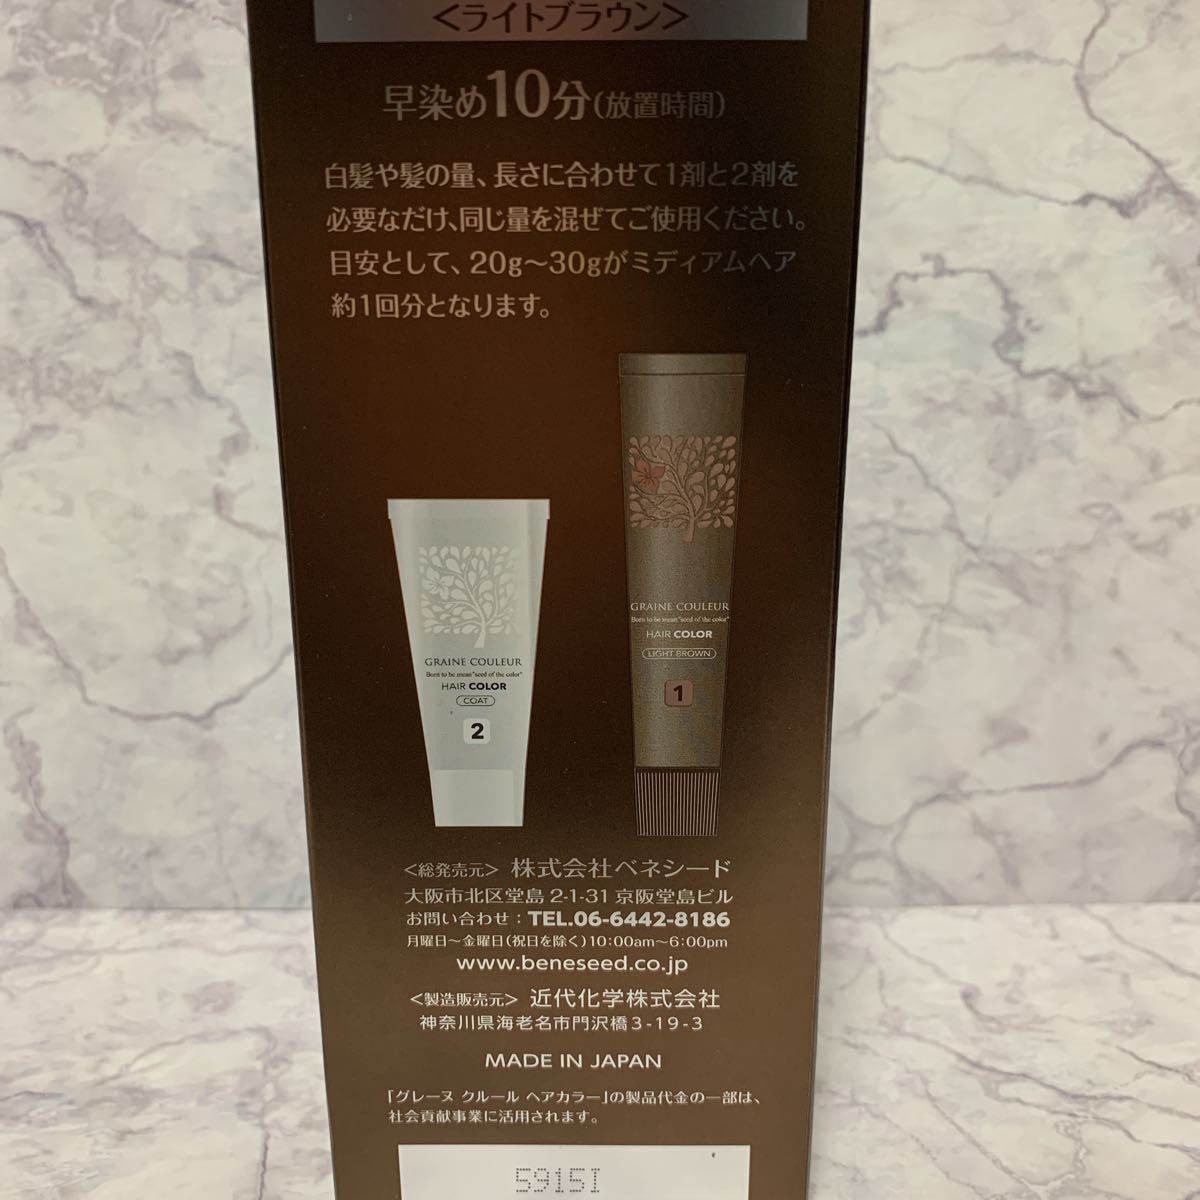 <ライトブラウン>
早染め10分(放置時間)
白髪や髪の量、長さに合わせて1剤と2剤を
必要なだけ、同じ量を混ぜてご使用ください。
目安として、20g〜30gがミディアムヘア
約1回分となります。
GRAINE COULEUR
Born to be mean"seed of the color"
HAIR COLOR
COAT
2
GRAINE COULEUR
Born to be mean"seed of the color"
HAIR COLOR
LIGHT BROWN
1
<総発売元> 株式会社ベネシード
大阪市北区堂島 2-1-31 京阪堂島ビル
お問い合わせ：TEL.06-6442-8186
月曜日〜金曜日(祝日を除く)10:00am〜6:00pm
www.beneseed.co.jp
<製造販売元> 近代化学株式会社
神奈川県海老名市門沢橋3-19-3
MADE IN JAPAN
「グレーヌ クルール ヘアカラー」の製品代金の一部は、
社会貢献事業に活用されます。
5915I